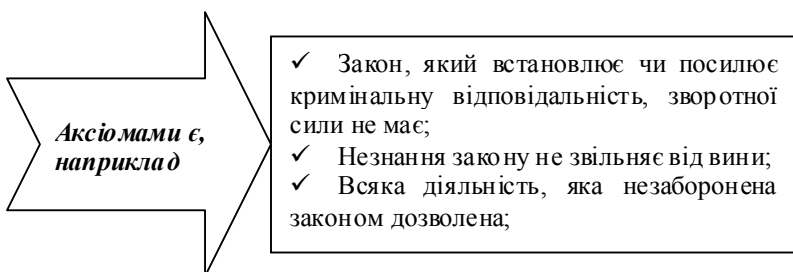 Аксіомами є,
наприклад
✓ Закон, який встановлює чи посилює
кримінальну відповідальність, зворотної
сили не має;
✓ Незнання закону не звільняє від вини;
✓ Всяка діяльність, яка незаборонена
законом дозволена;